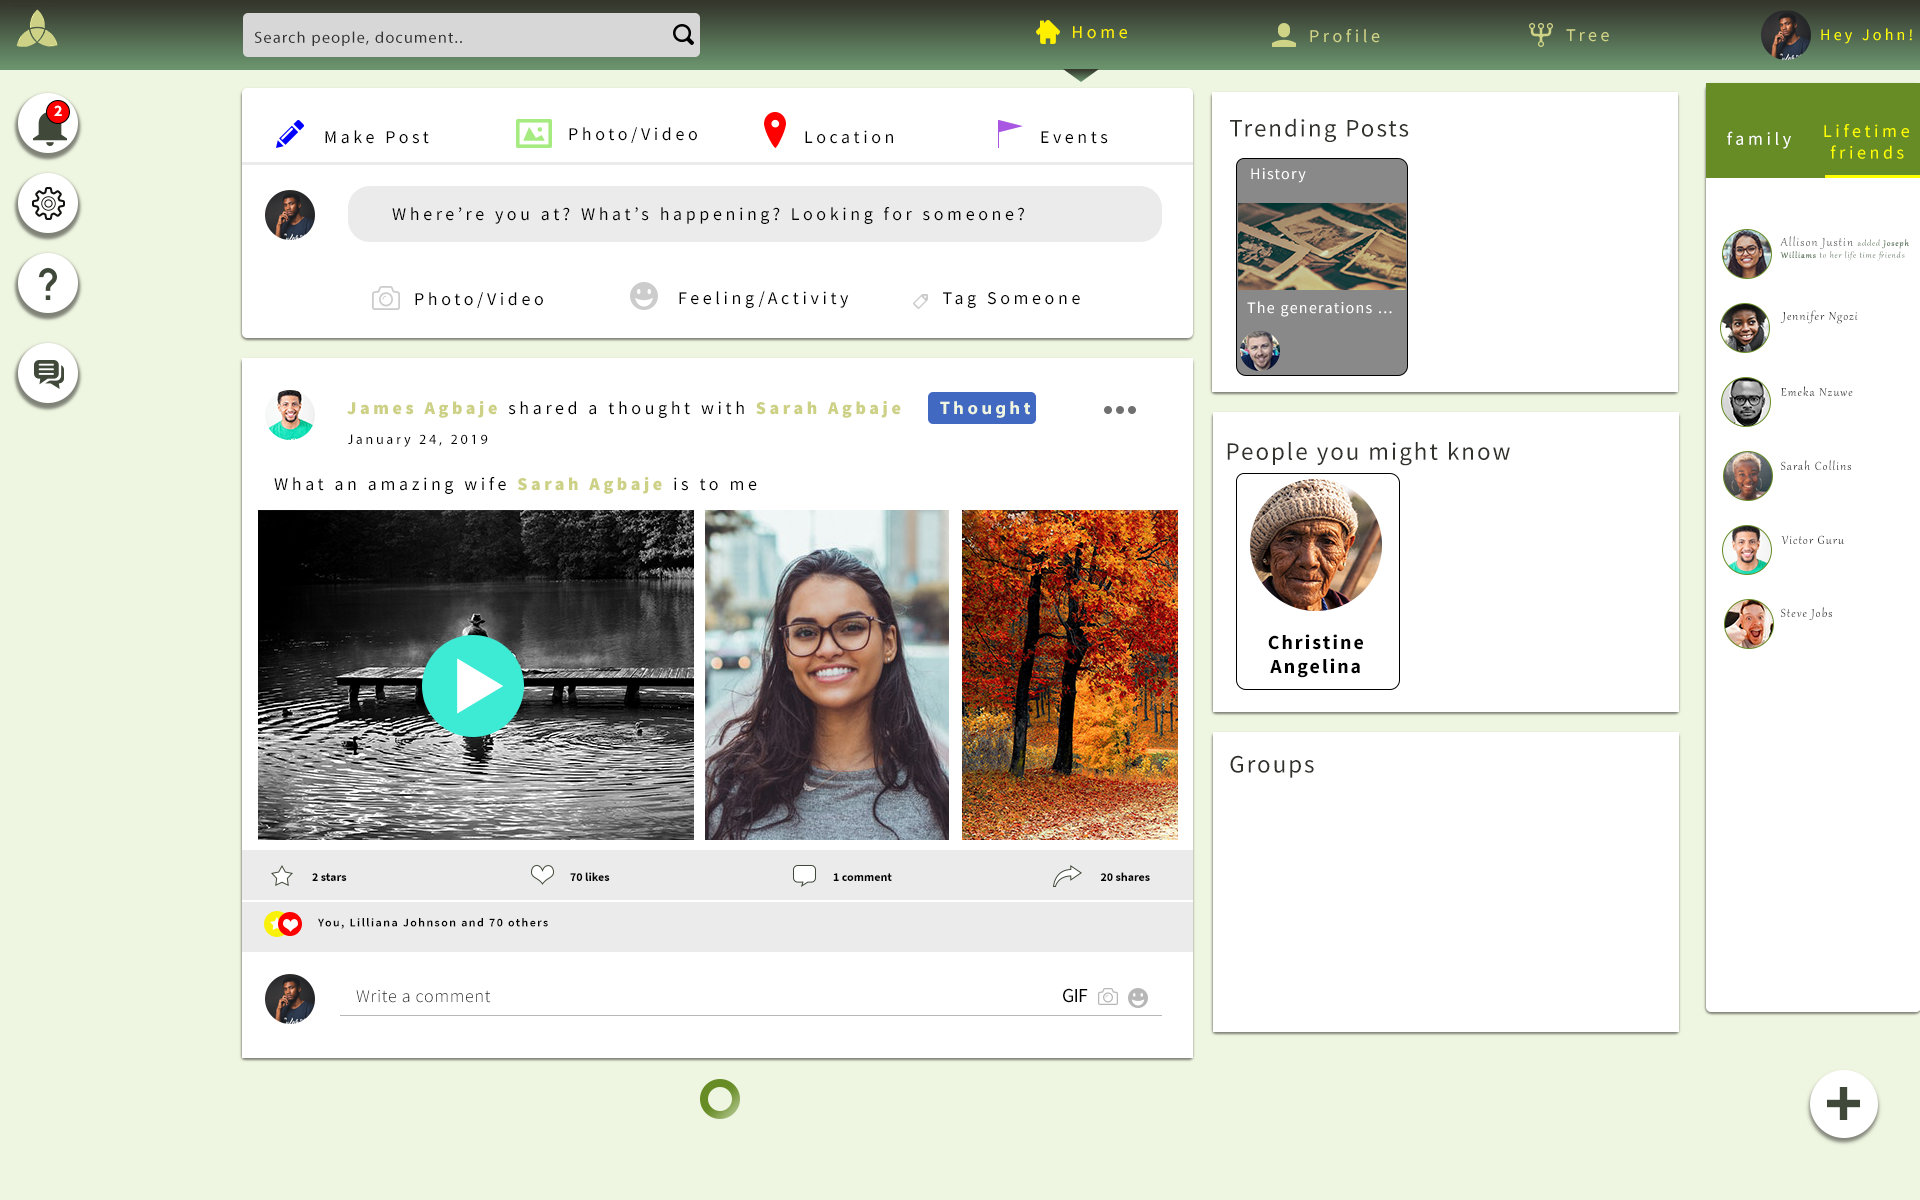 Search people, document..
Home
Profile
Tree
Hey John!
2
Make Post
Photo/Video
Location
Events
Where’re you at? What’s happening? Looking for someone?
Photo/Video
Feeling/Activity
Tag Someone
James Agbaje shared a thought with Sarah Agbaje
Thought
January 24, 2019
What an amazing wife Sarah Agbaje is to me
2 stars
70 likes
1 comment
20 shares
You, Lilliana Johnson and 70 others
Write a comment
GIF
Trending Posts
History
The generations ...
People you might know
Christine
Angelina
Groups
family
Lifetime
friends
Allison Justin added Joseph
Williams to her life time friends
Jennifer Ngozi
Emeka Nzuwe
Sarah Collins
Victor Guru
Steve Jobs